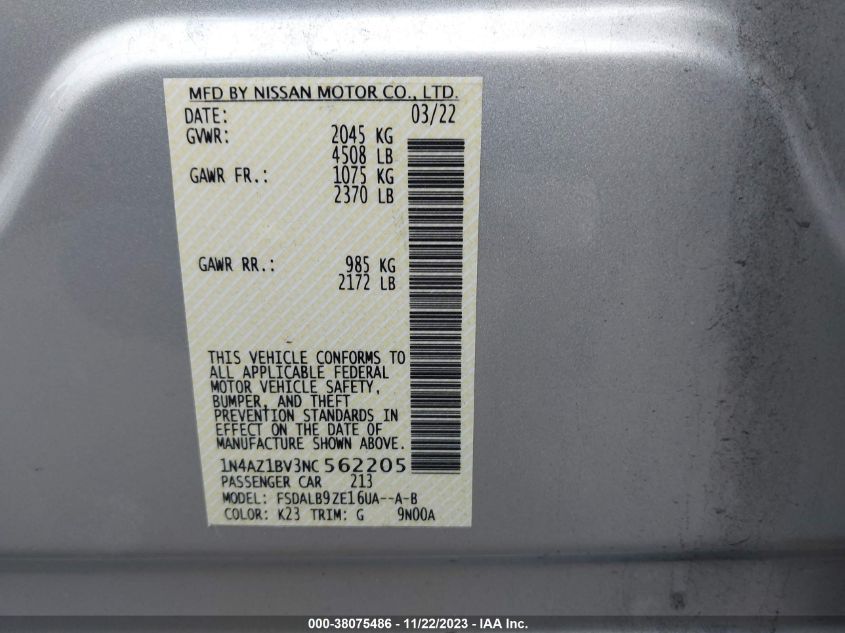 MFD BY NISSAN MOTOR CO., LTD.
DATE: 03/22
GVWR: 2045 KG
4508 LB
GAWR FR.: 1075 KG
2370 LB
GAWR RR.: 985 KG
2172 LB
THIS VEHICLE CONFORMS TO
ALL APPLICABLE FEDERAL
MOTOR VEHICLE SAFETY,
BUMPER, AND THEFT
PREVENTION STANDARDS IN
EFFECT ON THE DATE OF
MANUFACTURE SHOWN ABOVE.
1N4AZ1BV3NC562205
PASSENGER CAR 213
MODEL: FSDALB9ZE16UA--A-B
COLOR: K23 TRIM: G 9N00A
000-38075486 - 11/22/2023 - IAA Inc.